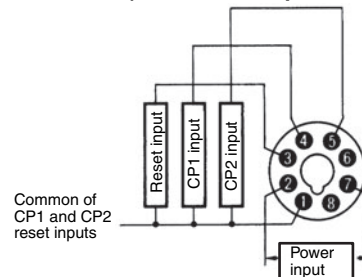 Reset input
CP1 input
CP2 input
4
5
3
6
2
7
1
8
Common of
CP1 and CP2
reset inputs
Power
input